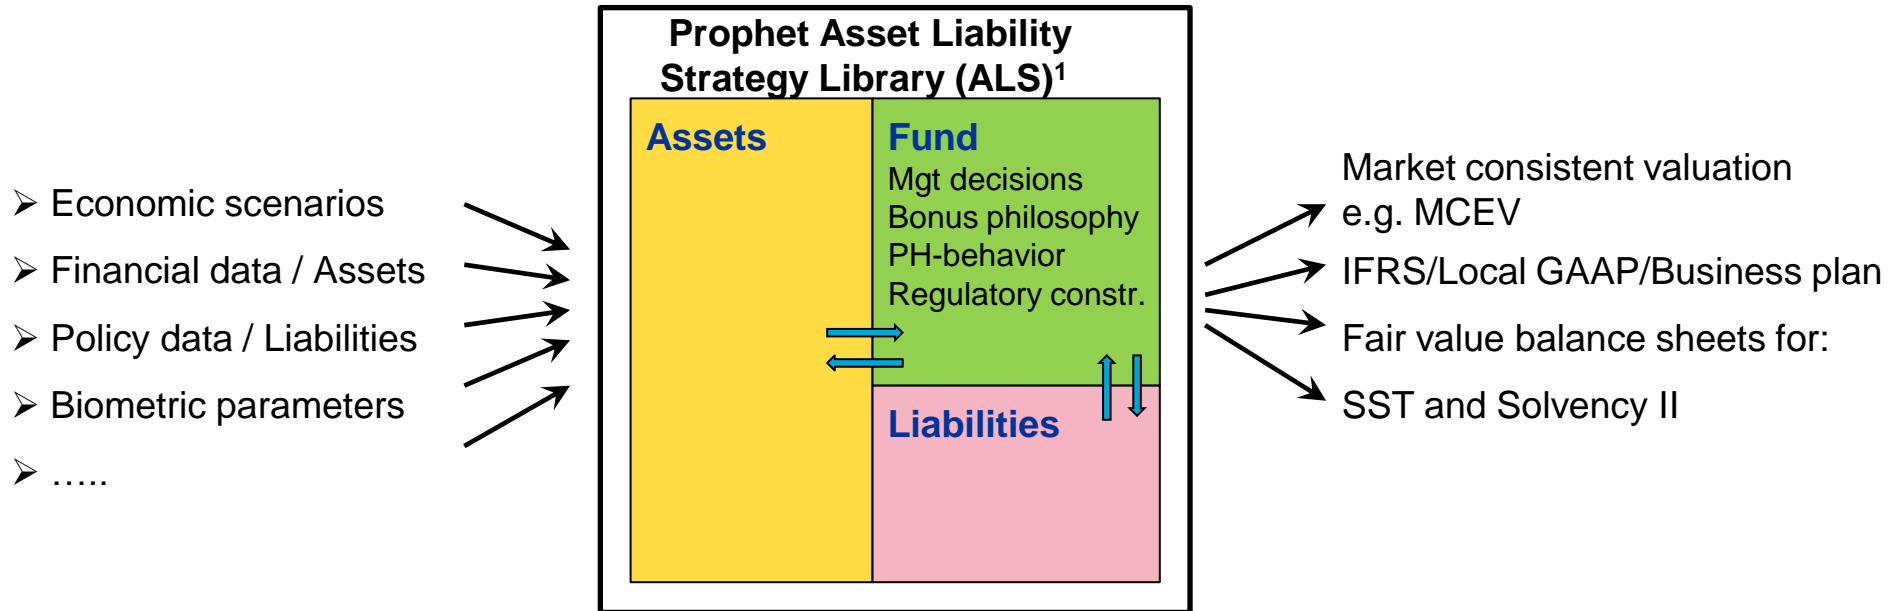 Prophet Asset Liability
Strategy Library (ALS)¹
➢ Economic scenarios
➢ Financial data / Assets
➢ Policy data / Liabilities
➢ Biometric parameters
➢ …..
Assets
Fund
Mgt decisions
Bonus philosophy
PH-behavior
Regulatory constr.
Liabilities
Market consistent valuation
e.g. MCEV
IFRS/Local GAAP/Business plan
Fair value balance sheets for:
SST and Solvency II